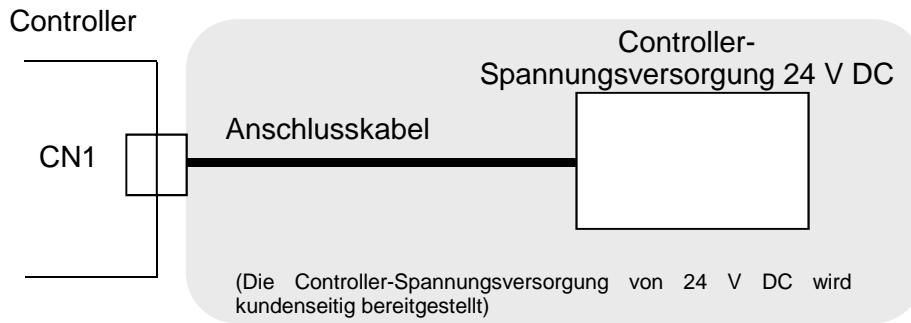 Controller
Controller-
Spannungsversorgung 24 V DC
Anschlusskabel
CN1
(Die Controller-Spannungsversorgung von 24 V DC wird
kundenseitig bereitgestellt)